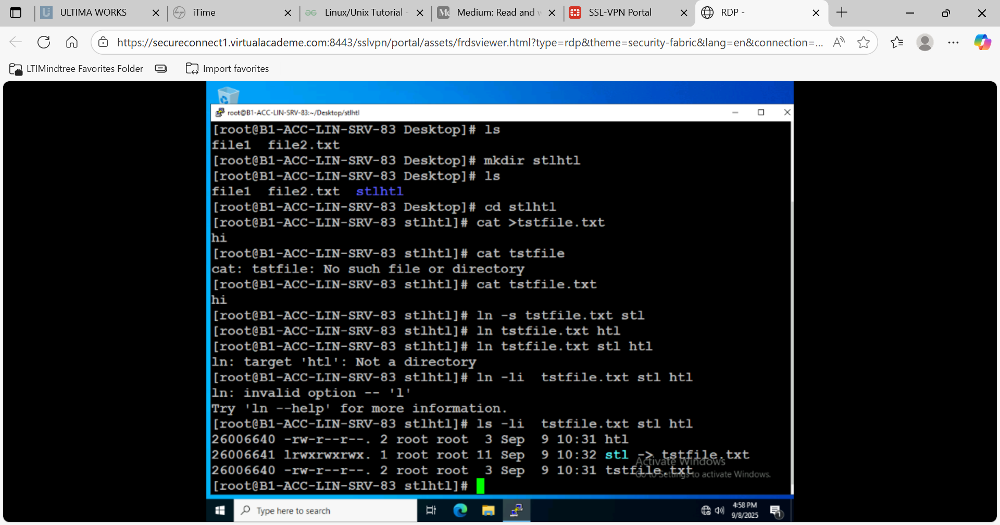 ULTIMA WORKS
iTime
Linux/Unix Tutorial -
Medium: Read and w
SSL-VPN Portal
RDP -
https://secureconnect1.virtualacademe.com:8443/sslvpn/portal/assets/frdsviewer.html?type=rdp&theme=security-fabric&lang=en&connection=...
LTIMindtree Favorites Folder
Import favorites
root@B1-ACC-LIN-SRV-83:~/Desktop/stlhtl
[root@B1-ACC-LIN-SRV-83 Desktop]# ls
file1  file2.txt
[root@B1-ACC-LIN-SRV-83 Desktop]# mkdir stlhtl
[root@B1-ACC-LIN-SRV-83 Desktop]# ls
file1  file2.txt  stlhtl
[root@B1-ACC-LIN-SRV-83 Desktop]# cd stlhtl
[root@B1-ACC-LIN-SRV-83 stlhtl]# cat >tstfile.txt
hi
[root@B1-ACC-LIN-SRV-83 stlhtl]# cat tstfile
cat: tstfile: No such file or directory
[root@B1-ACC-LIN-SRV-83 stlhtl]# cat tstfile.txt
hi
[root@B1-ACC-LIN-SRV-83 stlhtl]# ln -s tstfile.txt stl
[root@B1-ACC-LIN-SRV-83 stlhtl]# ln tstfile.txt htl
[root@B1-ACC-LIN-SRV-83 stlhtl]# ln tstfile.txt stl htl
ln: target 'htl': Not a directory
[root@B1-ACC-LIN-SRV-83 stlhtl]# ln -li  tstfile.txt stl htl
ln: invalid option -- 'l'
Try 'ln --help' for more information.
[root@B1-ACC-LIN-SRV-83 stlhtl]# ls -li  tstfile.txt stl htl
26006640 -rw-r--r--. 2 root root  3 Sep  9 10:31 htl
26006641 lrwxrwxrwx. 1 root root 11 Sep  9 10:32 stl -> tstfile.txt
26006640 -rw-r--r--. 2 root root  3 Sep  9 10:31 tstfile.txt
[root@B1-ACC-LIN-SRV-83 stlhtl]#
Activate Windows
Go to Settings to activate Windows.
Type here to search
4:58 PM
9/8/2025
1